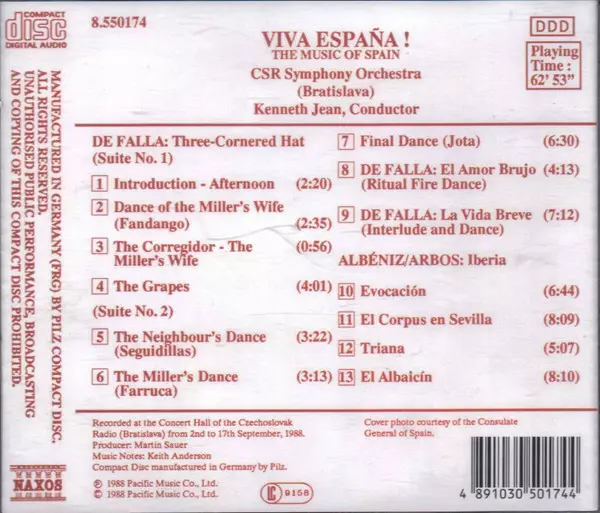 COMPACT
disc
DIGITAL AUDIO
8.550174
VIVA ESPAÑA !
THE MUSIC OF SPAIN
CSR Symphony Orchestra
(Bratislava)
Kenneth Jean, Conductor
DDD
Playing
Time :
62' 53"
MANUFACTURED IN GERMANY (FRG) BY PILZ COMPACT DISC.
ALL RIGHTS RESERVED.
UNAUTHORISED PUBLIC PERFORMANCE, BROADCASTING
AND COPYING OF THIS COMPACT DISC PROHIBITED.
DE FALLA: Three-Cornered Hat
(Suite No. 1)
1 Introduction - Afternoon (2:20)
2 Dance of the Miller's Wife
(Fandango) (2:35)
3 The Corregidor - The (0:56)
Miller's Wife
4 The Grapes (4:01)
(Suite No. 2)
5 The Neighbour's Dance (3:22)
(Seguidillas)
6 The Miller's Dance (3:13)
(Farruca)
7 Final Dance (Jota) (6:30)
8 DE FALLA: El Amor Brujo (4:13)
(Ritual Fire Dance)
9 DE FALLA: La Vida Breve (7:12)
(Interlude and Dance)
ALBÉNIZ/ARBOS: Iberia
10 Evocación (6:44)
11 El Corpus en Sevilla (8:09)
12 Triana (5:07)
13 El Albaicín (8:10)
Recorded at the Concert Hall of the Czechoslovak
Radio (Bratislava) from 2nd to 17th September, 1988.
Producer: Martin Sauer
Music Notes: Keith Anderson
Compact Disc manufactured in Germany by Pilz.
Cover photo courtesy of the Consulate
General of Spain.
NAXOS
℗ 1988 Pacific Music Co., Ltd.
© 1988 Pacific Music Co., Ltd.
LC 9158
4 891030 501744